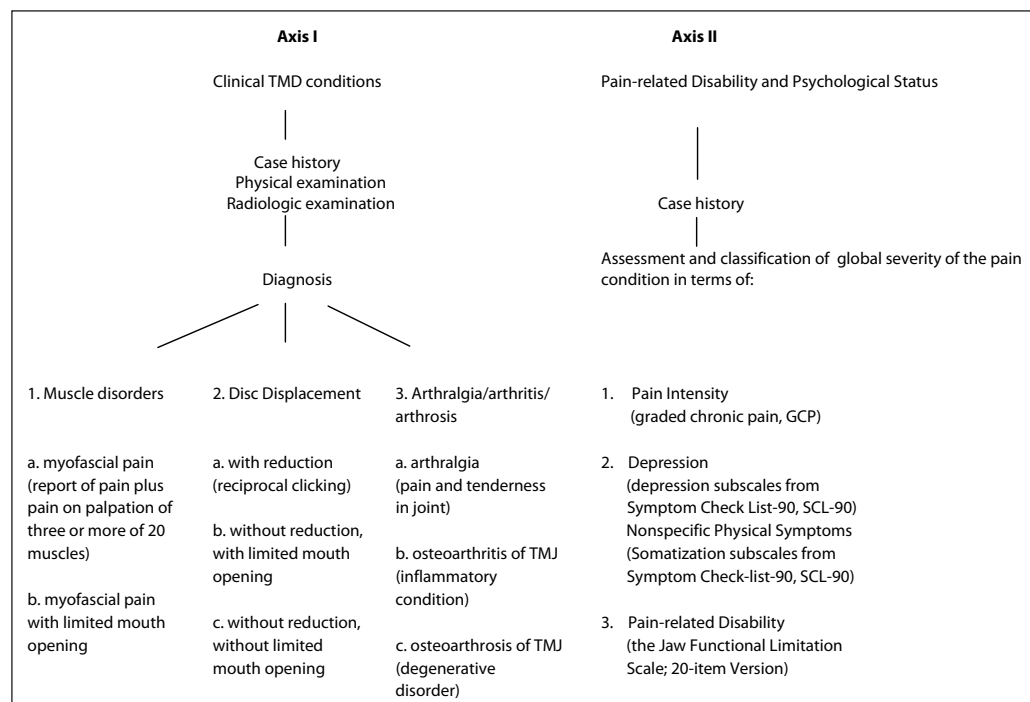 Axis I
Clinical TMD conditions
Case history
Physical examination
Radiologic examination
Diagnosis
1. Muscle disorders
a. myofascial pain
(report of pain plus
pain on palpation of
three or more of 20
muscles)
b. myofascial pain
with limited mouth
opening
2. Disc Displacement
a. with reduction
(reciprocal clicking)
b. without reduction,
with limited mouth
opening
c. without reduction,
without limited
mouth opening
3. Arthralgia/arthritis/
arthrosis
a. arthralgia
(pain and tenderness
in joint)
b. osteoarthritis of TMJ
(inflammatory
condition)
c. osteoarthrosis of TMJ
(degenerative
disorder)
Axis II
Pain-related Disability and Psychological Status
Case history
Assessment and classification of global severity of the pain
condition in terms of:
1. Pain Intensity
(graded chronic pain, GCP)
2. Depression
(depression subscales from
Symptom Check List-90, SCL-90)
Nonspecific Physical Symptoms
(Somatization subscales from
Symptom Check-list-90, SCL-90)
3. Pain-related Disability
(the Jaw Functional Limitation
Scale; 20-item Version)